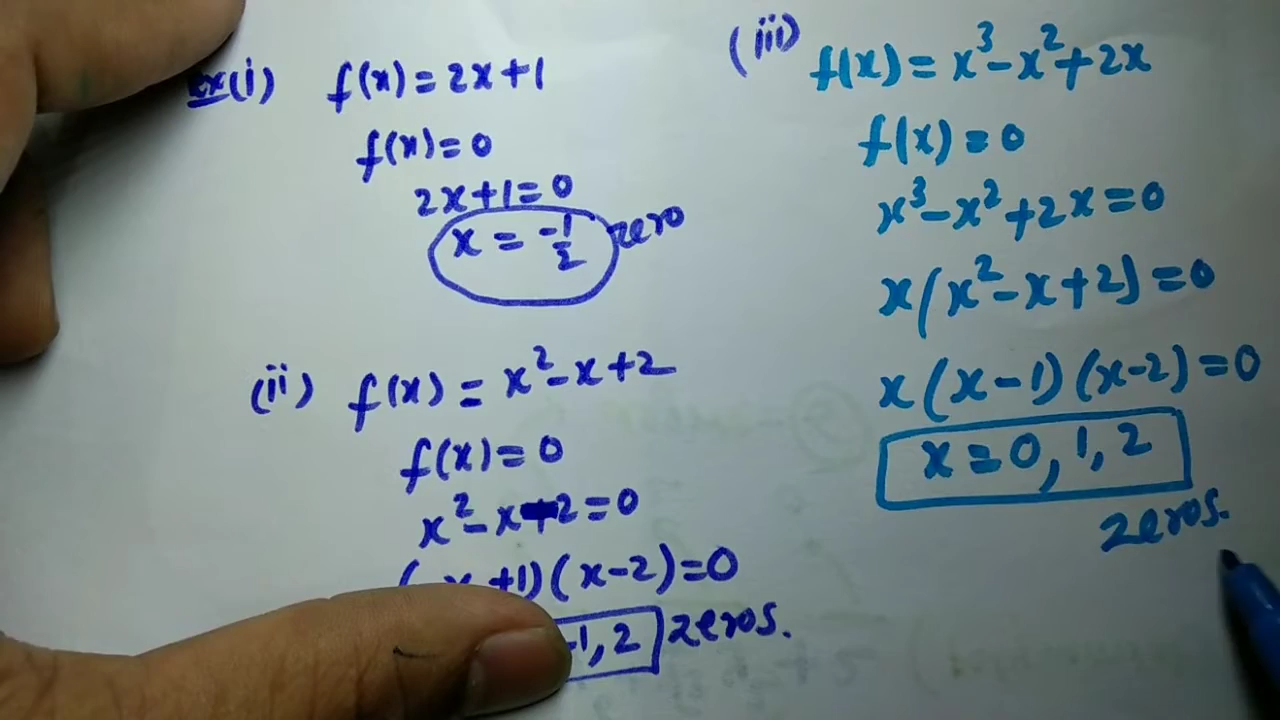 Ex(i) f(x)=2x+1
f(x)=0
2x+1=0
x = -1/2 zero
(ii) f(x) = x²-x+2
f(x)=0
x²-x-2=0
(x+1)(x-2)=0
-1,2 zeros.
(iii) f(x)=x³-x²+2x
f(x)=0
x³-x²+2x=0
x(x²-x+2)=0
x(x-1)(x-2)=0
x=0,1,2
zeros.